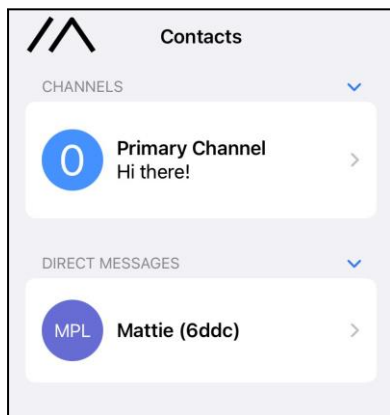 Contacts
CHANNELS
0
Primary Channel
Hi there!
DIRECT MESSAGES
MPL
Mattie (6ddc)